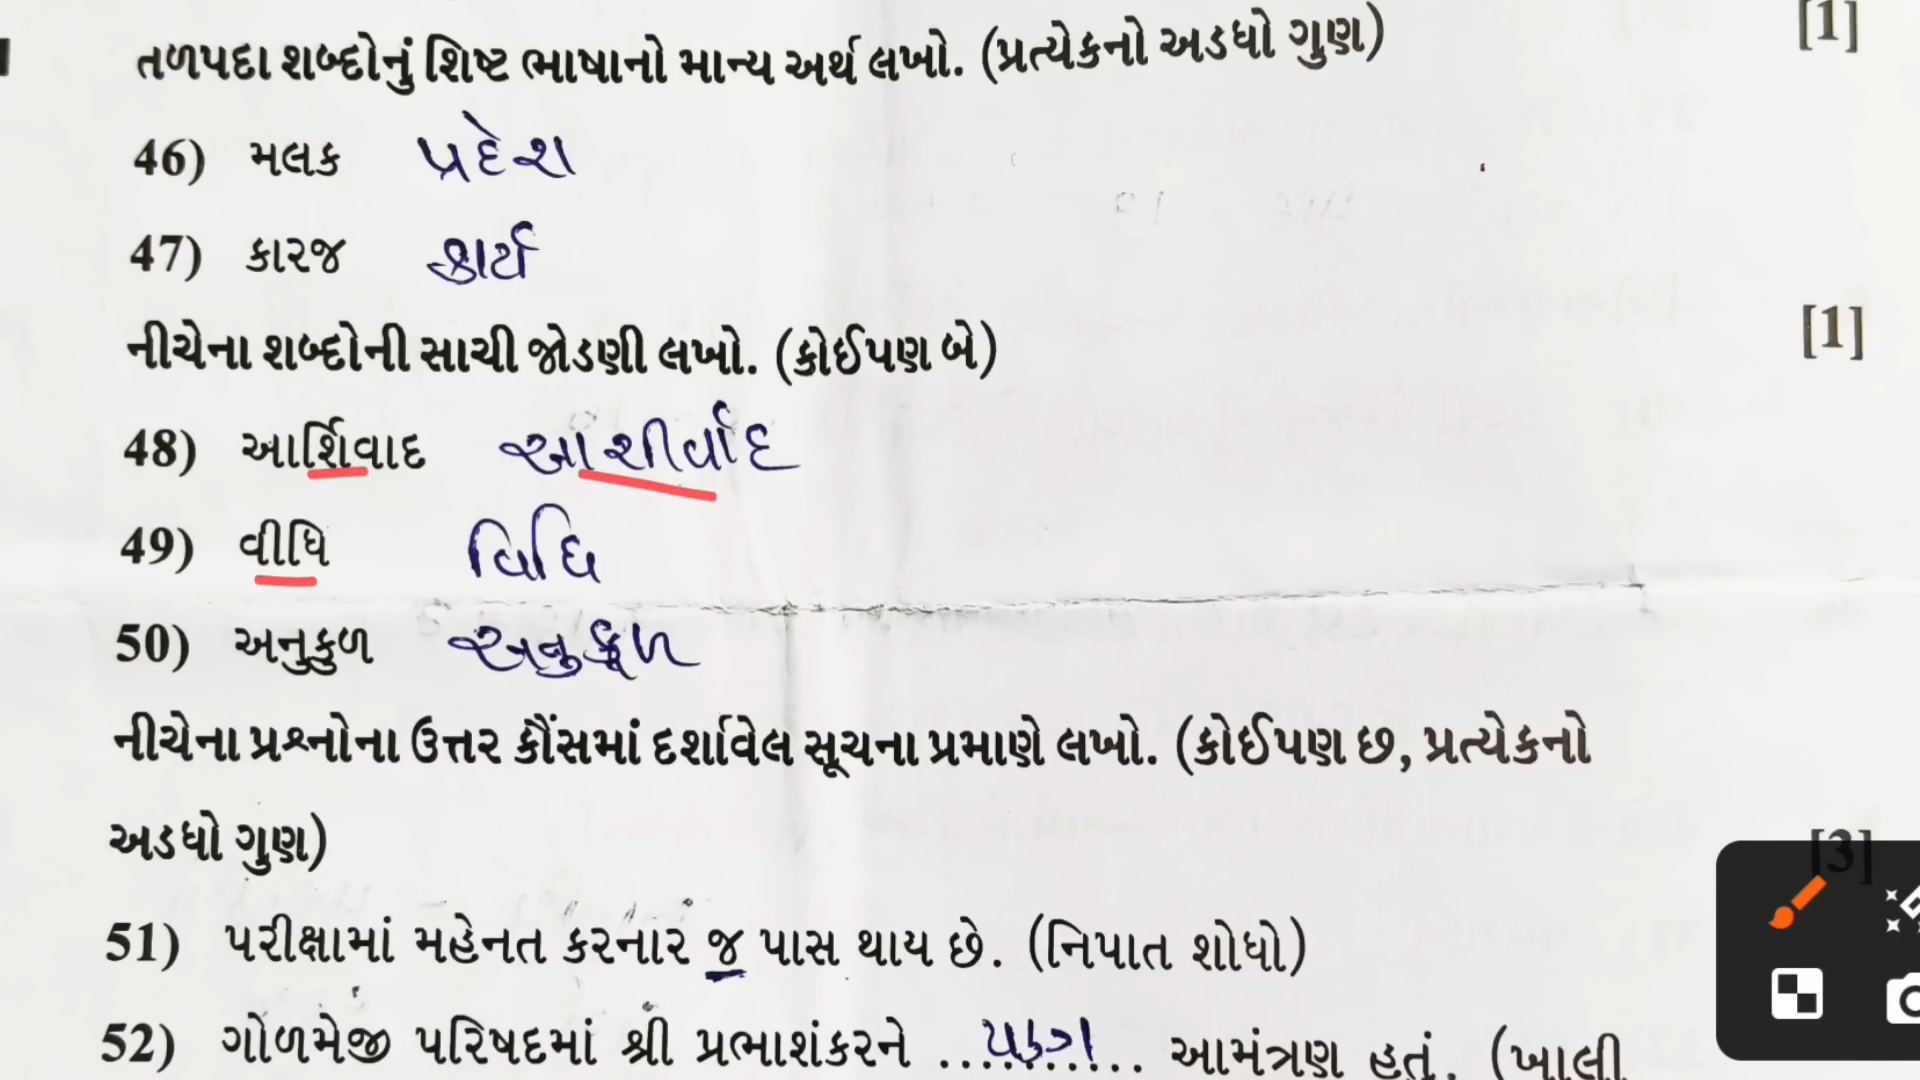 તળપદા શબ્દોનું શિષ્ટ ભાષાનો માન્ય અર્થ લખો. (પ્રત્યેકનો અડધો ગુણ) [1]
46) મલક પ્રદેશ
47) કારજ કાર્ય
નીચેના શબ્દોની સાચી જોડણી લખો. (કોઈપણ બે) [1]
48) આર્શિવાદ આશીર્વાદ
49) વીધિ વિધિ
50) અનુકુળ અનુકૂળ
નીચેના પ્રશ્નોના ઉત્તર કૌંસમાં દર્શાવેલ સૂચના પ્રમાણે લખો. (કોઈપણ છ, પ્રત્યેકનો
અડધો ગુણ) [3]
51) પરીક્ષામાં મહેનત કરનાર જ પાસ થાય છે. (નિપાત શોધો)
52) ગોળમેજી પરિષદમાં શ્રી પ્રભાશંકરને .......... આમંત્રણ હતું. (ખાલી